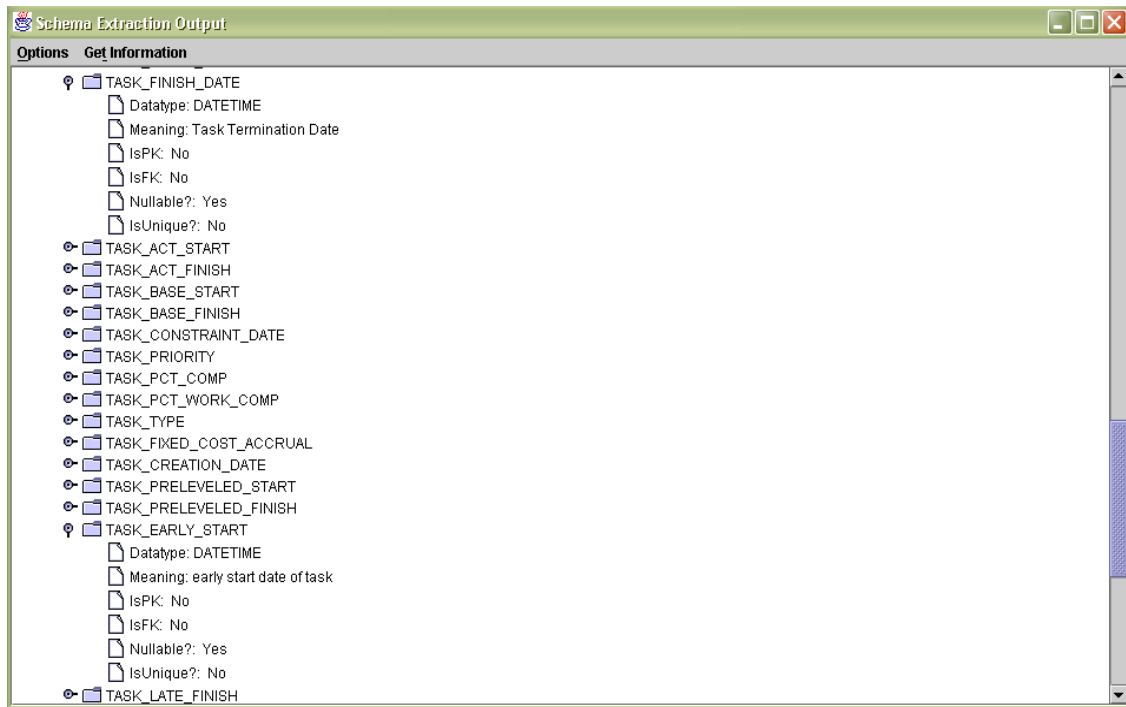 Schema Extraction Output
Options Get Information
TASK_FINISH_DATE
Datatype: DATETIME
Meaning: Task Termination Date
IsPK: No
IsFK: No
Nullable?: Yes
IsUnique?: No
TASK_ACT_START
TASK_ACT_FINISH
TASK_BASE_START
TASK_BASE_FINISH
TASK_CONSTRAINT_DATE
TASK_PRIORITY
TASK_PCT_COMP
TASK_PCT_WORK_COMP
TASK_TYPE
TASK_FIXED_COST_ACCRUAL
TASK_CREATION_DATE
TASK_PRELEVELED_START
TASK_PRELEVELED_FINISH
TASK_EARLY_START
Datatype: DATETIME
Meaning: early start date of task
IsPK: No
IsFK: No
Nullable?: Yes
IsUnique?: No
TASK_LATE_FINISH